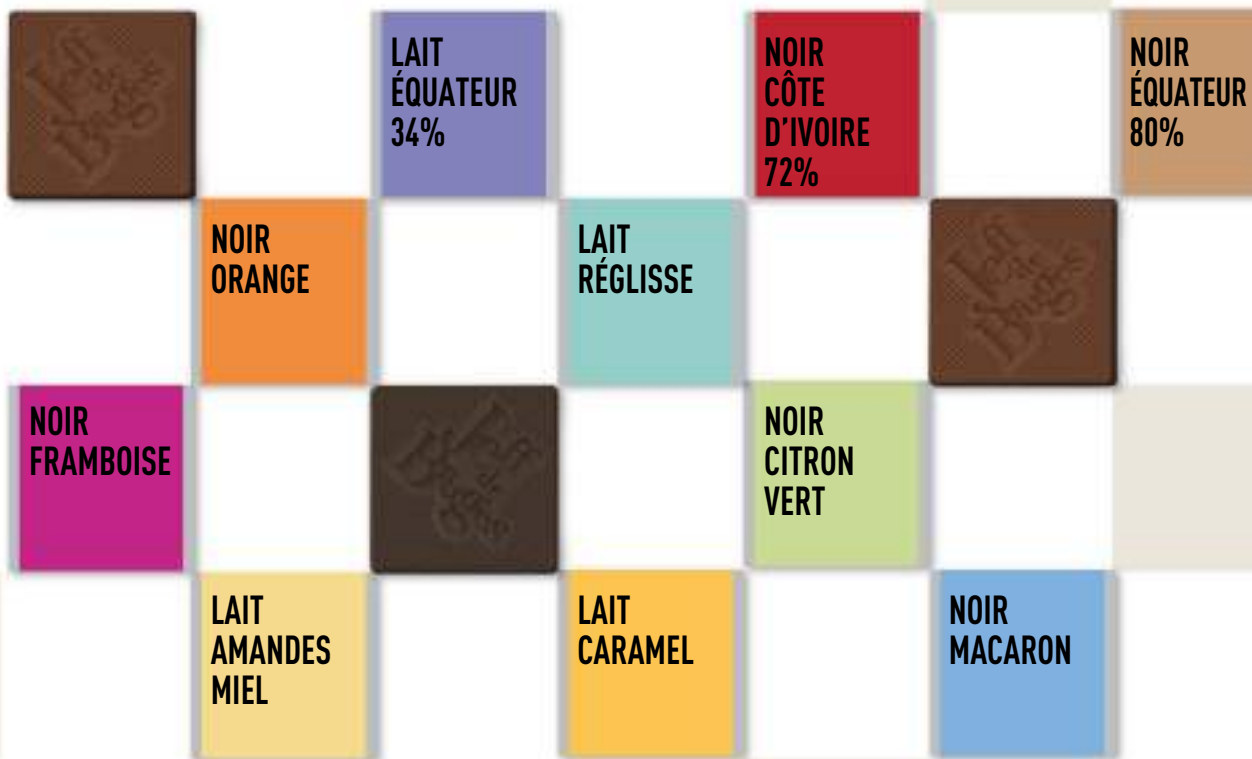 LAIT
ÉQUATEUR
34%
NOIR
CÔTE
D'IVOIRE
72%
NOIR
ÉQUATEUR
80%
NOIR
ORANGE
LAIT
RÉGLISSE
NOIR
FRAMBOISE
NOIR
CITRON
VERT
LAIT
AMANDES
MIEL
LAIT
CARAMEL
NOIR
MACARON